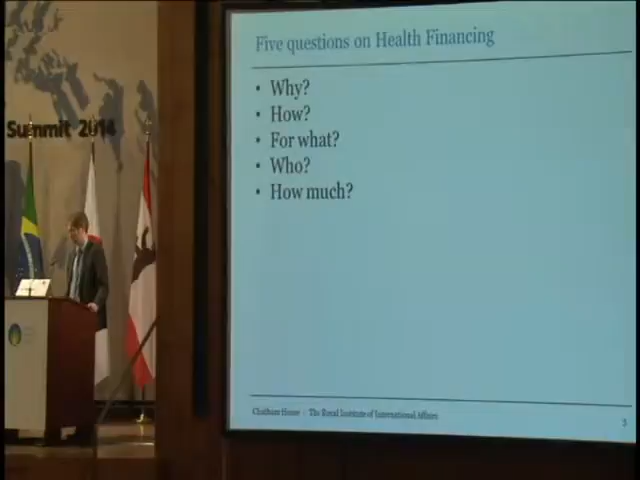 Summit 2014
Five questions on Health Financing
• Why?
• How?
• For what?
• Who?
• How much?
Chatham House | The Royal Institute of International Affairs
3